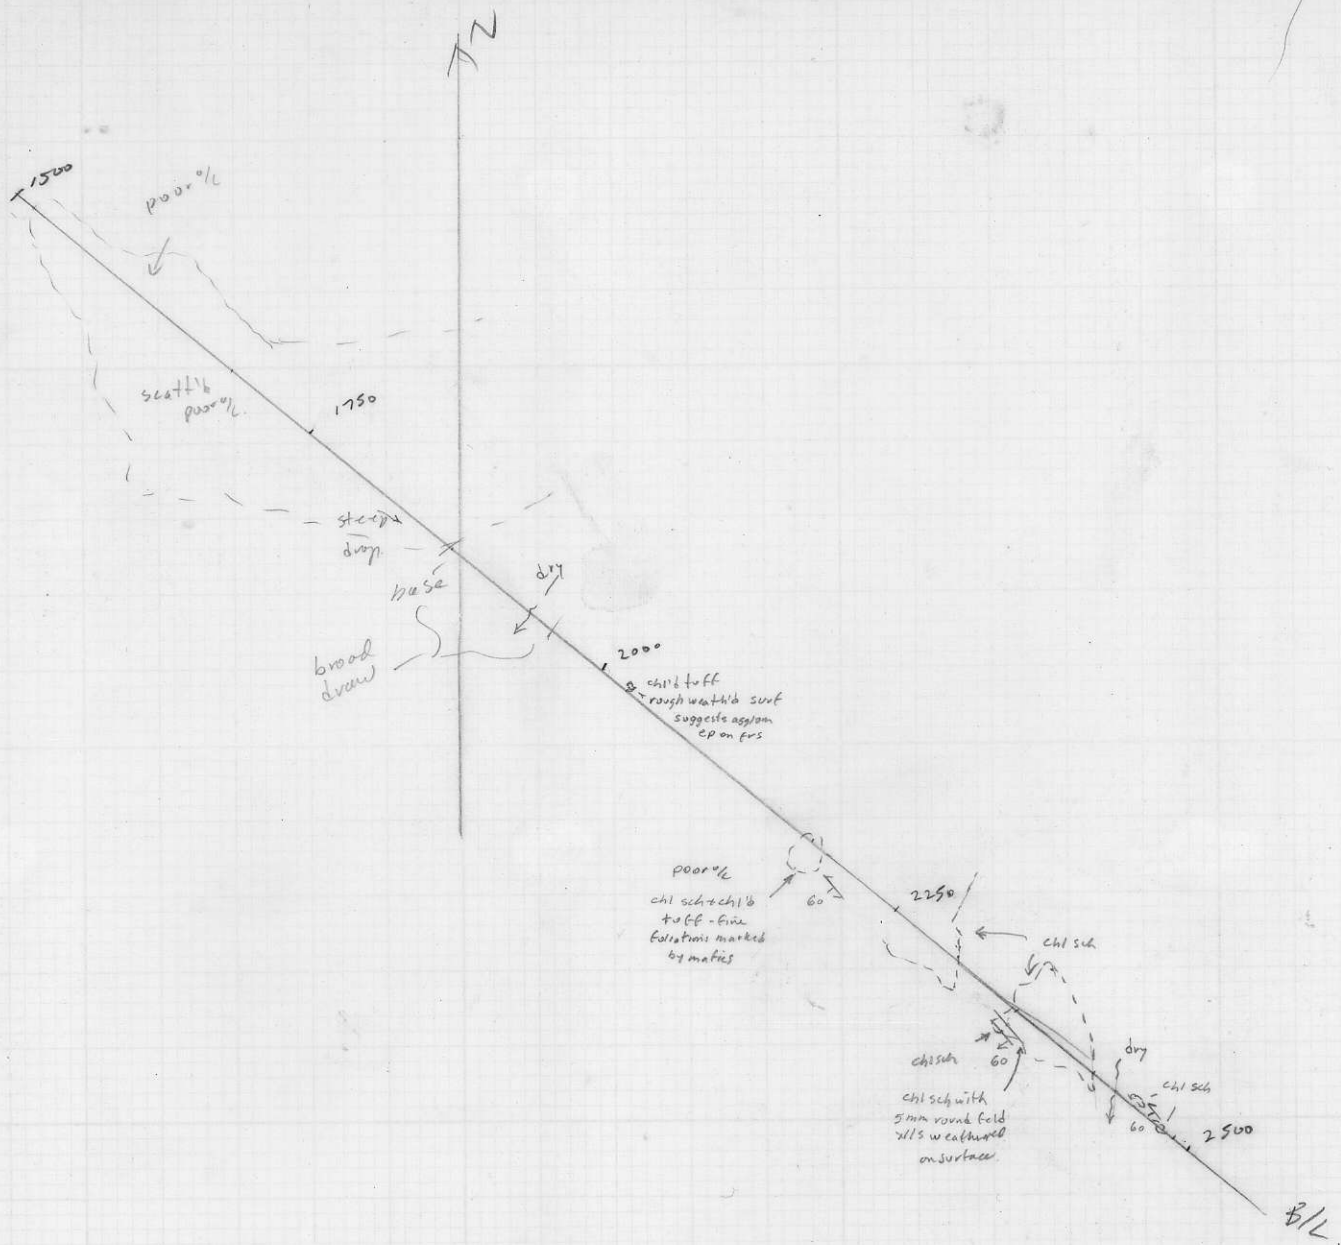 N
1500
poor o/c
scatt'd
poor o/c
1750
steep
drop
base
dry
broad
draw
2000
chl'd tuff
rough weath'd surf
suggests agglom
ep on frs
poor o/c
chl sch + chl'd
tuff - fine
foliations marked
by mafics
60
2250
chl sch
chl sch
60
chl sch with
5mm round feld
xl's weathered
on surface
dry
chl sch
60
2500
B/L